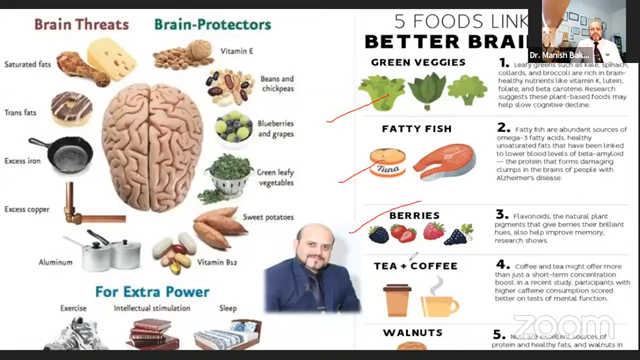 Brain Threats
Brain-Protectors
Saturated fats
Trans fats
Excess iron
Excess copper
Aluminum
Vitamin E
Beans and
chickpeas
Blueberries
and grapes
Green leafy
vegetables
Sweet potatoes
Vitamin B12
For Extra Power
Exercise
Intellectual stimulation
Sleep
5 FOODS LINK
BETTER BRAI
GREEN VEGGIES
1. Leafy greens such as kale, spinach,
collards, and broccoli are rich in brain-
healthy nutrients like vitamin K, lutein,
folate, and beta carotene. Research
suggests these plant-based foods may
help slow cognitive decline.
FATTY FISH
Tuna
2. Fatty fish are abundant sources of
omega-3 fatty acids, healthy
unsaturated fats that have been linked
to lower blood levels of beta-amyloid
– the protein that forms damaging
clumps in the brains of people with
Alzheimer's disease.
BERRIES
3. Flavonoids, the natural plant
pigments that give berries their brilliant
hues, also help improve memory,
research shows.
TEA + COFFEE
4. Coffee and tea might offer more
than just a short-term concentration
boost. In a recent study, participants with
higher caffeine consumption scored
better on tests of mental function.
WALNUTS
5. Nuts are excellent sources of
protein and healthy fats, and walnuts in
Dr. Manish Bak...
zoom